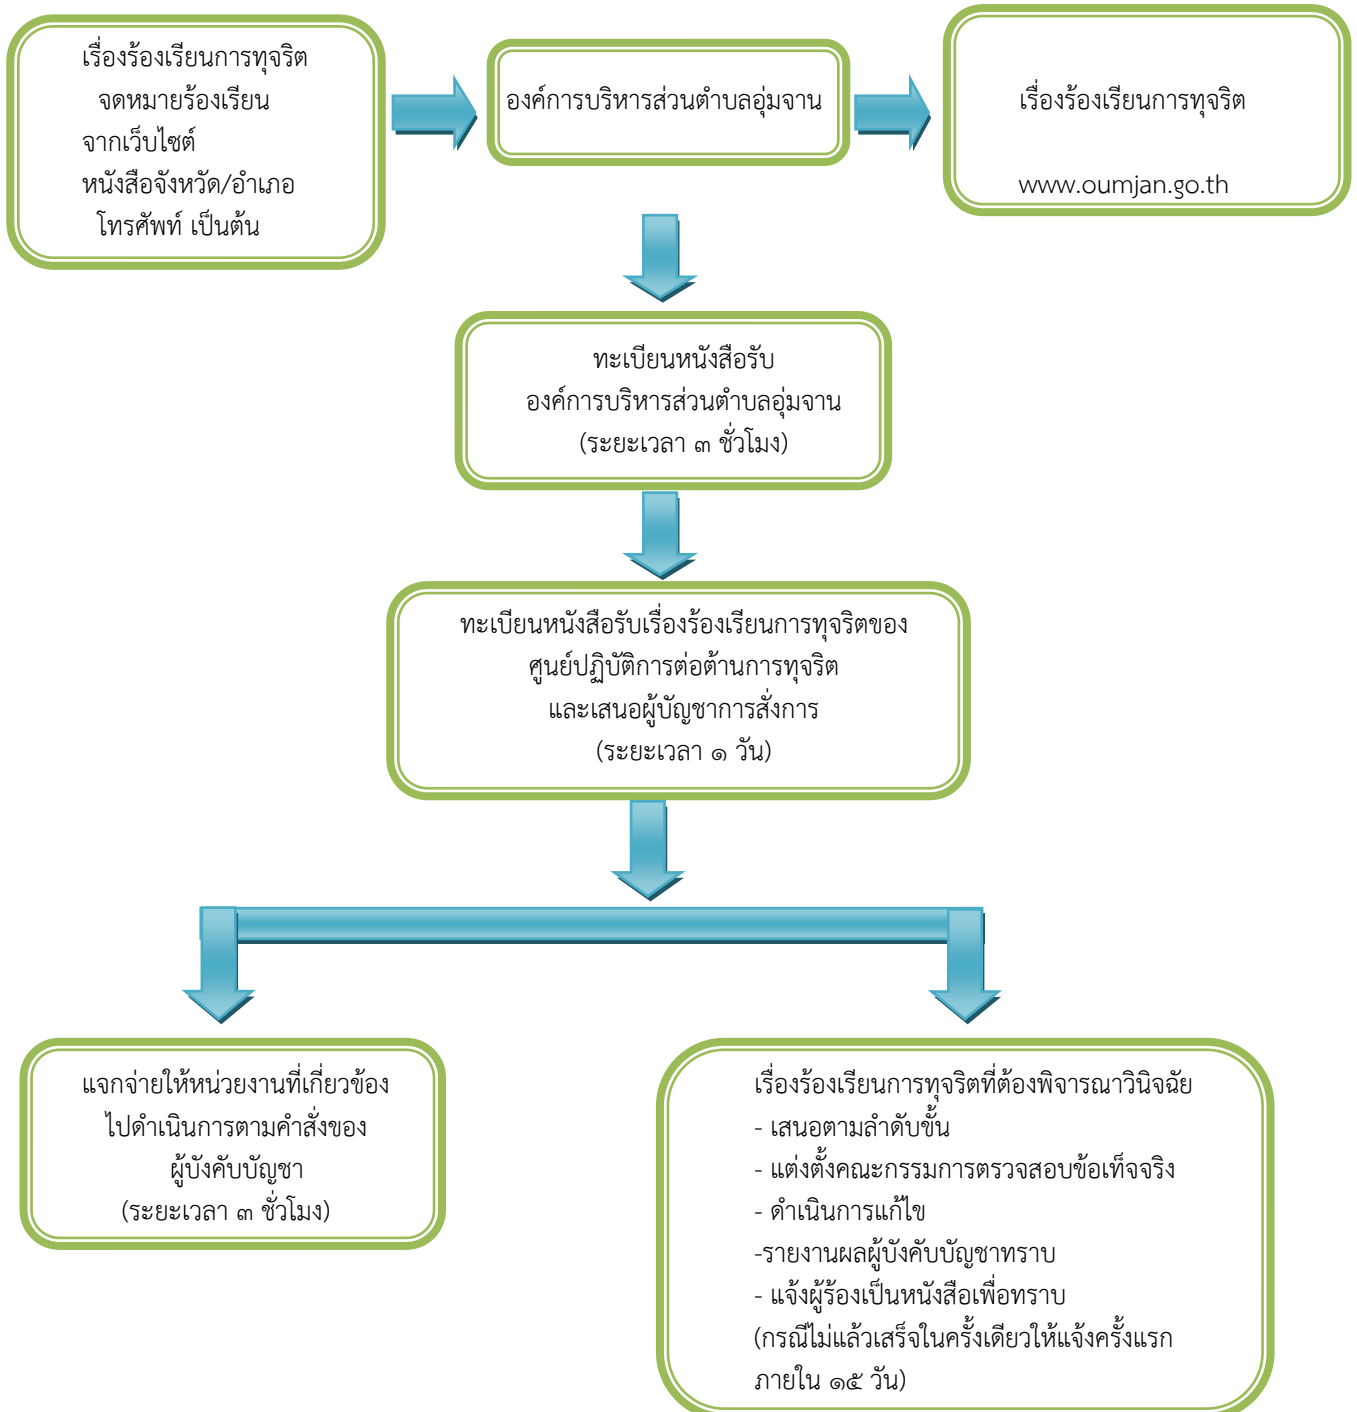 เรื่องร้องเรียนการทุจริต
จดหมายร้องเรียน
จากเว็บไซต์
หนังสือจังหวัด/อำเภอ
โทรศัพท์ เป็นต้น
องค์การบริหารส่วนตำบลอุ่มจาน
เรื่องร้องเรียนการทุจริต
www.oumjan.go.th
ทะเบียนหนังสือรับ
องค์การบริหารส่วนตำบลอุ่มจาน
(ระยะเวลา ๓ ชั่วโมง)
ทะเบียนหนังสือรับเรื่องร้องเรียนการทุจริตของ
ศูนย์ปฏิบัติการต่อต้านการทุจริต
และเสนอผู้บัญชาการสั่งการ
(ระยะเวลา ๑ วัน)
แจกจ่ายให้หน่วยงานที่เกี่ยวข้อง
ไปดำเนินการตามคำสั่งของ
ผู้บังคับบัญชา
(ระยะเวลา ๓ ชั่วโมง)
เรื่องร้องเรียนการทุจริตที่ต้องพิจารณาวินิจฉัย
- เสนอตามลำดับขั้น
- แต่งตั้งคณะกรรมการตรวจสอบข้อเท็จจริง
- ดำเนินการแก้ไข
-รายงานผลผู้บังคับบัญชาทราบ
- แจ้งผู้ร้องเป็นหนังสือเพื่อทราบ
(กรณีไม่แล้วเสร็จในครั้งเดียวให้แจ้งครั้งแรก
ภายใน ๑๕ วัน)